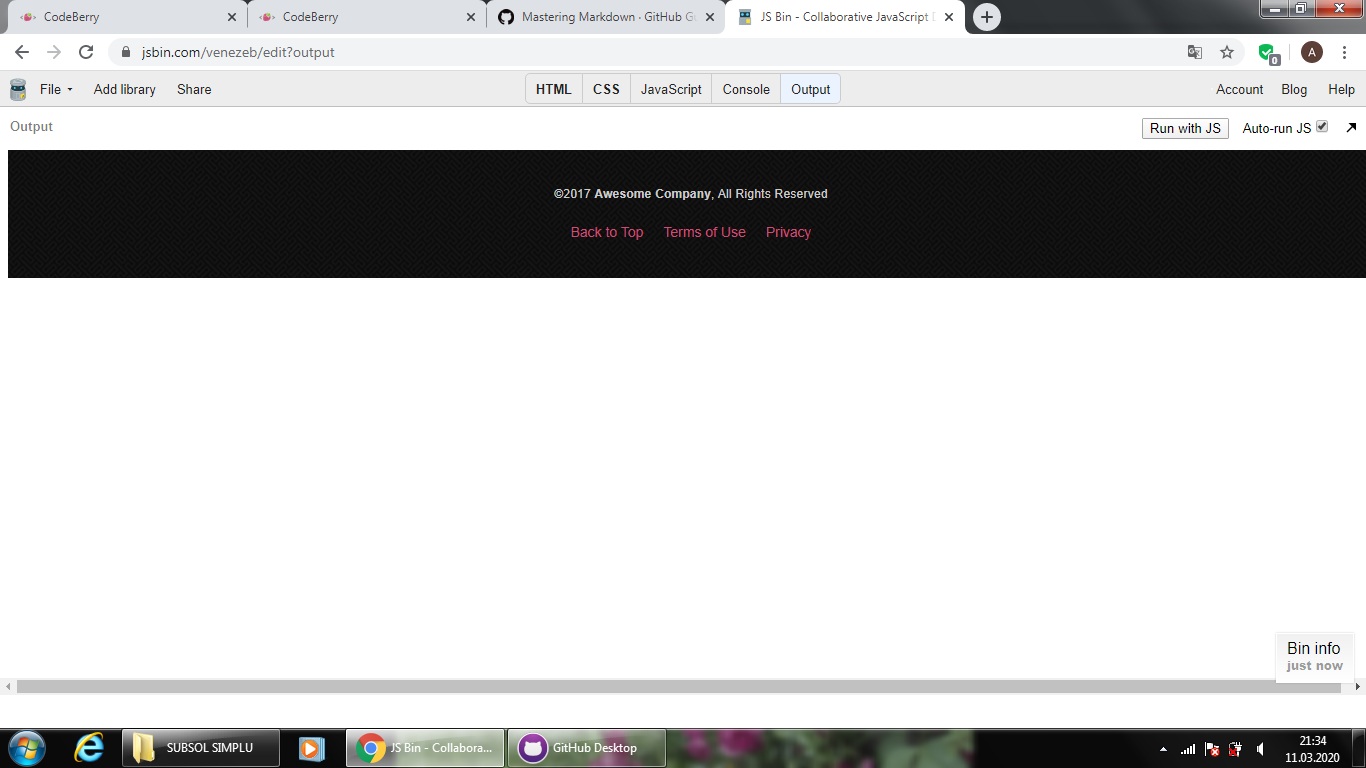 CodeBerry
CodeBerry
Mastering Markdown · GitHub G
JS Bin - Collaborative JavaScript
jsbin.com/venezeb/edit?output
0
A
File
Add library
Share
HTML
CSS
JavaScript
Console
Output
Account
Blog
Help
Output
Run with JS
Auto-run JS
©2017 Awesome Company, All Rights Reserved
Back to Top Terms of Use Privacy
Bin info
just now
SUBSOL SIMPLU
JS Bin - Collabora...
GitHub Desktop
21:34
11.03.2020